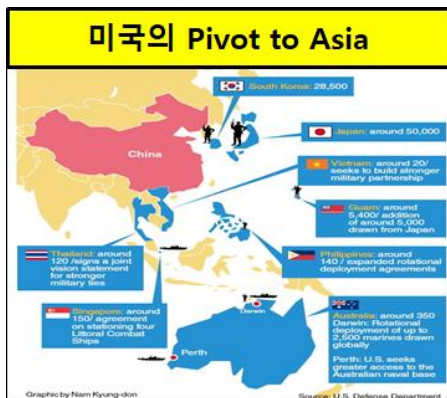 미국의 Pivot to Asia
South Korea: 28,500
China
Japan: around 50,000
Vietnam: around 20/
seeks to build stronger
military partnership
Guam: around
5,400/ addition
of around 5,000
drawn from Japan
Thailand: around
120 /signs a joint
vision statement
for stronger
military ties
Philippines: around
140 / expanded rotational
deployment agreements
Singapore: around
150/ agreement
on stationing four
Littoral Combat
Ships
Darwin
Perth
Australia: around 350
Darwin: Rotational
deployment of up to
2,500 marines drawn
globally
Perth: U.S. seeks
greater access to the
Australian naval base
Graphic by Nam Kyung-don
Source: U.S. Defense Department